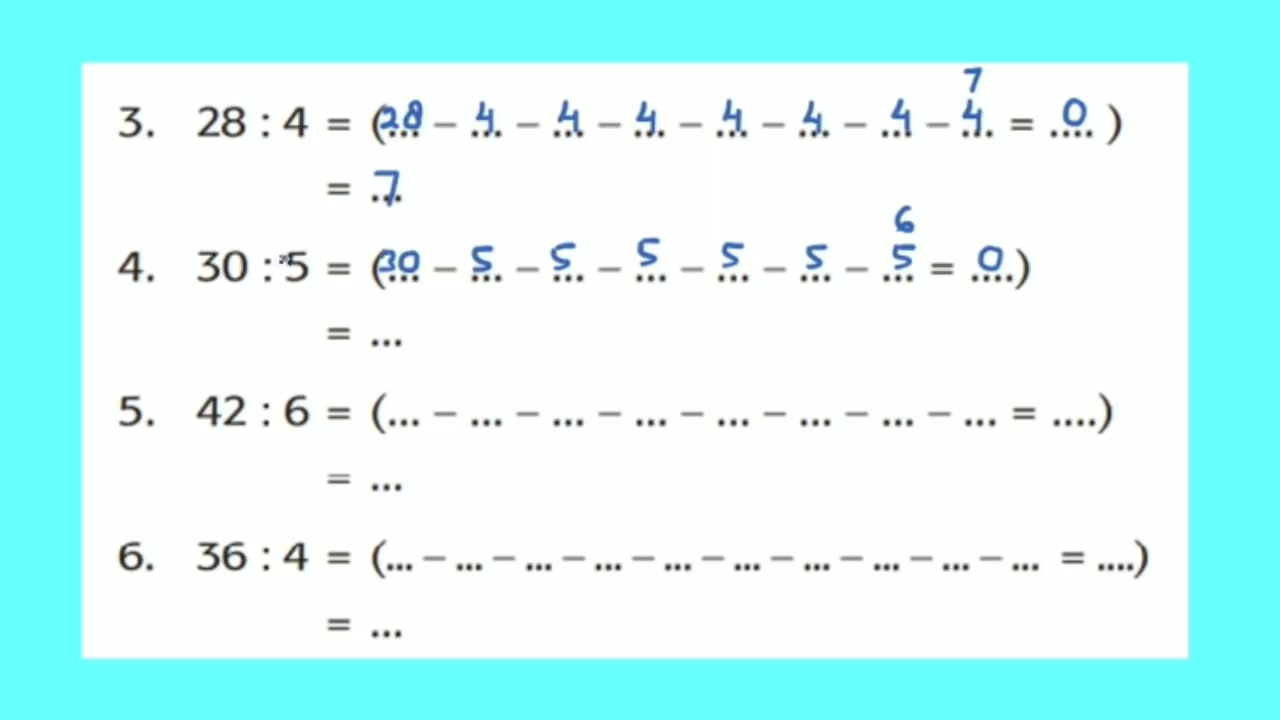 7
3. 28 : 4 = (28 - 4 - 4 - 4 - 4 - 4 - 4 - 4 = 0 )
= 7
6
4. 30 : 5 = (30 - 5 - 5 - 5 - 5 - 5 - 5 = 0)
= ...
5. 42 : 6 = (... - ... - ... - ... - ... - ... - ... - ... = ....)
= ...
6. 36 : 4 = (... - ... - ... - ... - ... - ... - ... - ... - ... - ... = ....)
= ...